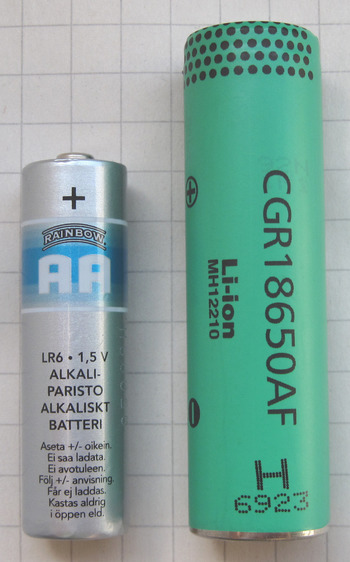 +
RAINBOW
AA
LR6 • 1,5 V
ALKALI-
PARISTO
ALKALISKT
BATTERI
Aseta +/- oikein.
Ei saa ladata.
Ei avotuleen.
Följ +/- anvisning.
Får ej laddas.
Kastas aldrig
i öppen eld.
+
-
CGR18650AF
Li-ion
MH12210
H
6923